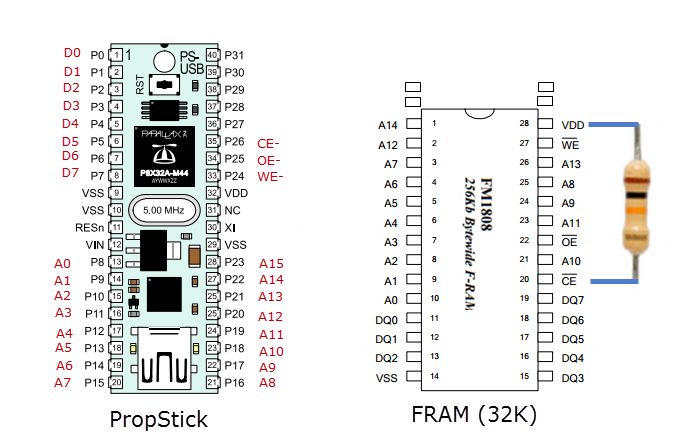 D0 P0 1 1 PS-USB 40 P31
D1 P1 2 39 P30
D2 P2 3 RST 38 P29
D3 P3 4 37 P28
D4 P4 5 36 P27
D5 P5 6 PARALLAX 35 P26 CE-
D6 P6 7 34 P25 OE-
D7 P7 8 P8X32A-M44 33 P24 WE-
AYWWXZZ
VSS 9 32 VDD
VSS 10 5.00 MHz 31 NC
RESn 11 30 XI
VIN 12 29 VSS
A0 P8 13 28 P23 A15
A1 P9 14 27 P22 A14
A2 P10 15 26 P21 A13
A3 P11 16 25 P20 A12
A4 P12 17 24 P19 A11
A5 P13 18 23 P18 A10
A6 P14 19 22 P17 A9
A7 P15 20 21 P16 A8
PropStick
A14 1 28 VDD
A12 2 27 WE
A7 3 26 A13
A6 4 25 A8
A5 5 24 A9
A4 6 23 A11
A3 7 22 OE
A2 8 21 A10
A1 9 20 CE
A0 10 19 DQ7
DQ0 11 18 DQ6
DQ1 12 17 DQ5
DQ2 13 16 DQ4
VSS 14 15 DQ3
FM1808
256Kb Bytewide F-RAM
FRAM (32K)